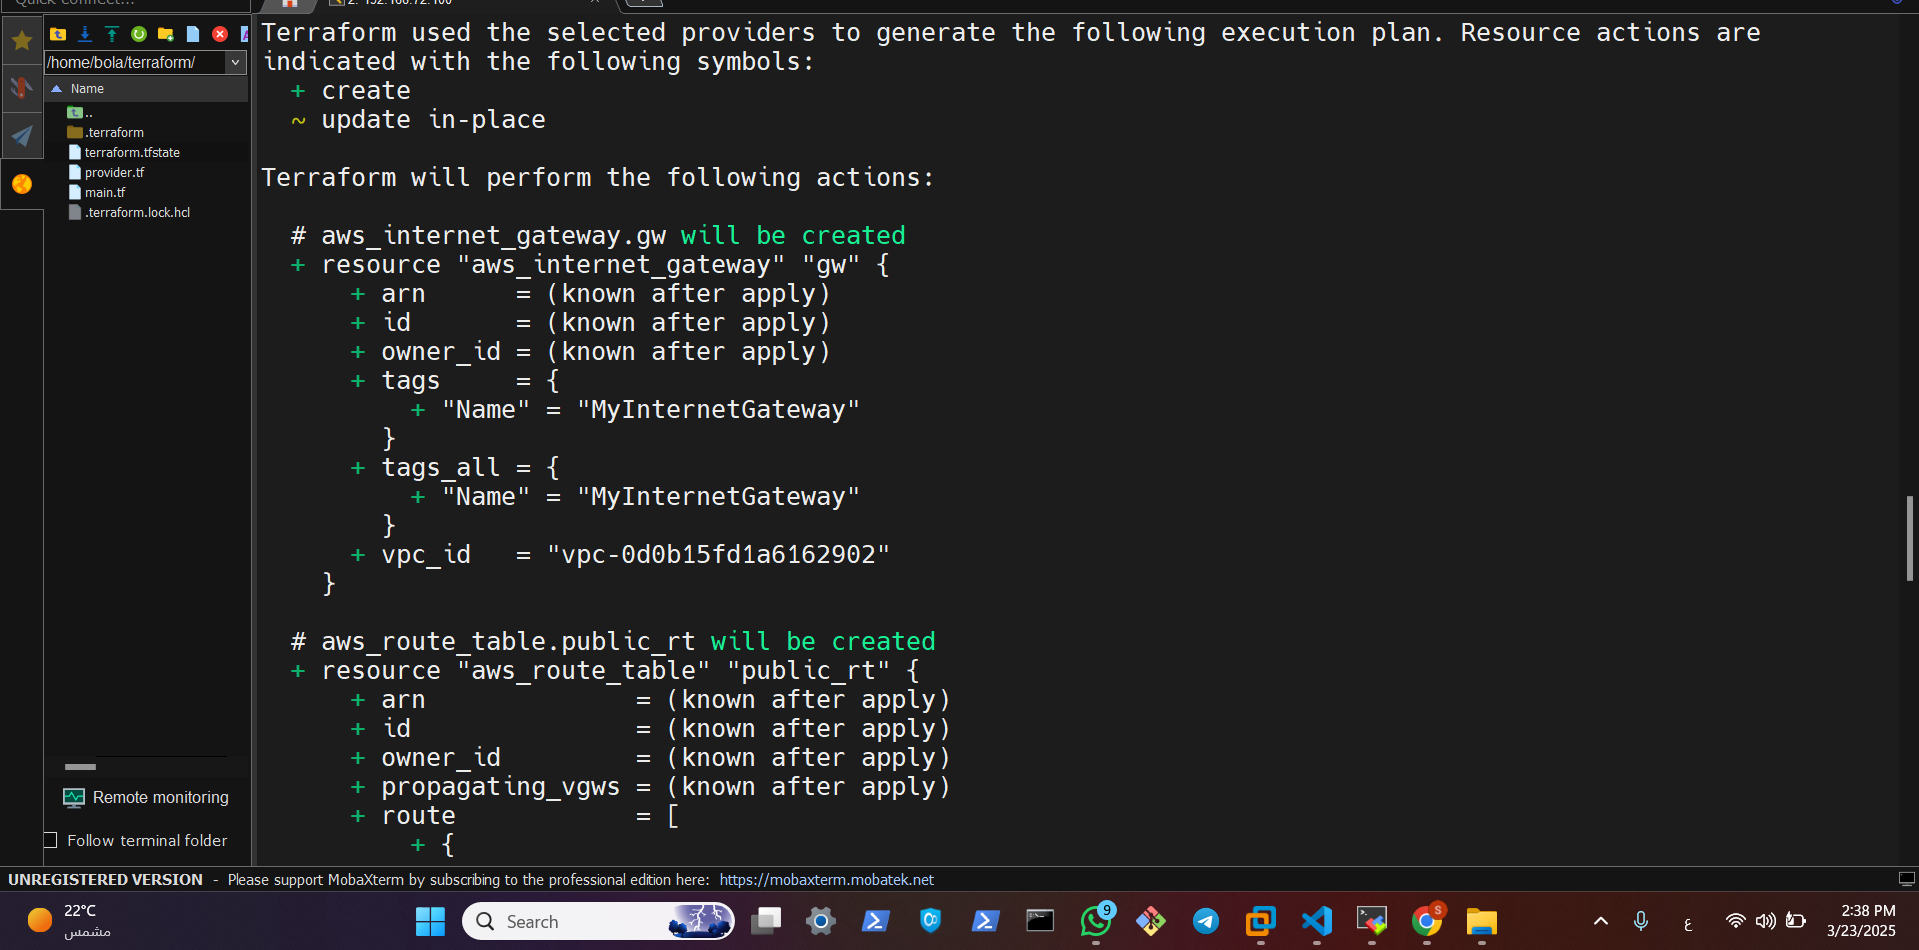 Quick connect...
2. 192.168.72.100
/home/bola/terraform/
Name
..
.terraform
terraform.tfstate
provider.tf
main.tf
.terraform.lock.hcl
Remote monitoring
Follow terminal folder
Terraform used the selected providers to generate the following execution plan. Resource actions are
indicated with the following symbols:
+ create
~ update in-place
Terraform will perform the following actions:
# aws_internet_gateway.gw will be created
+ resource "aws_internet_gateway" "gw" {
+ arn = (known after apply)
+ id = (known after apply)
+ owner_id = (known after apply)
+ tags = {
+ "Name" = "MyInternetGateway"
}
+ tags_all = {
+ "Name" = "MyInternetGateway"
}
+ vpc_id = "vpc-0d0b15fd1a6162902"
}
# aws_route_table.public_rt will be created
+ resource "aws_route_table" "public_rt" {
+ arn = (known after apply)
+ id = (known after apply)
+ owner_id = (known after apply)
+ propagating_vgws = (known after apply)
+ route = [
+ {
UNREGISTERED VERSION - Please support MobaXterm by subscribing to the professional edition here: https://mobaxterm.mobatek.net
22°C
مشمس
Search
9
S
ع
2:38 PM
3/23/2025